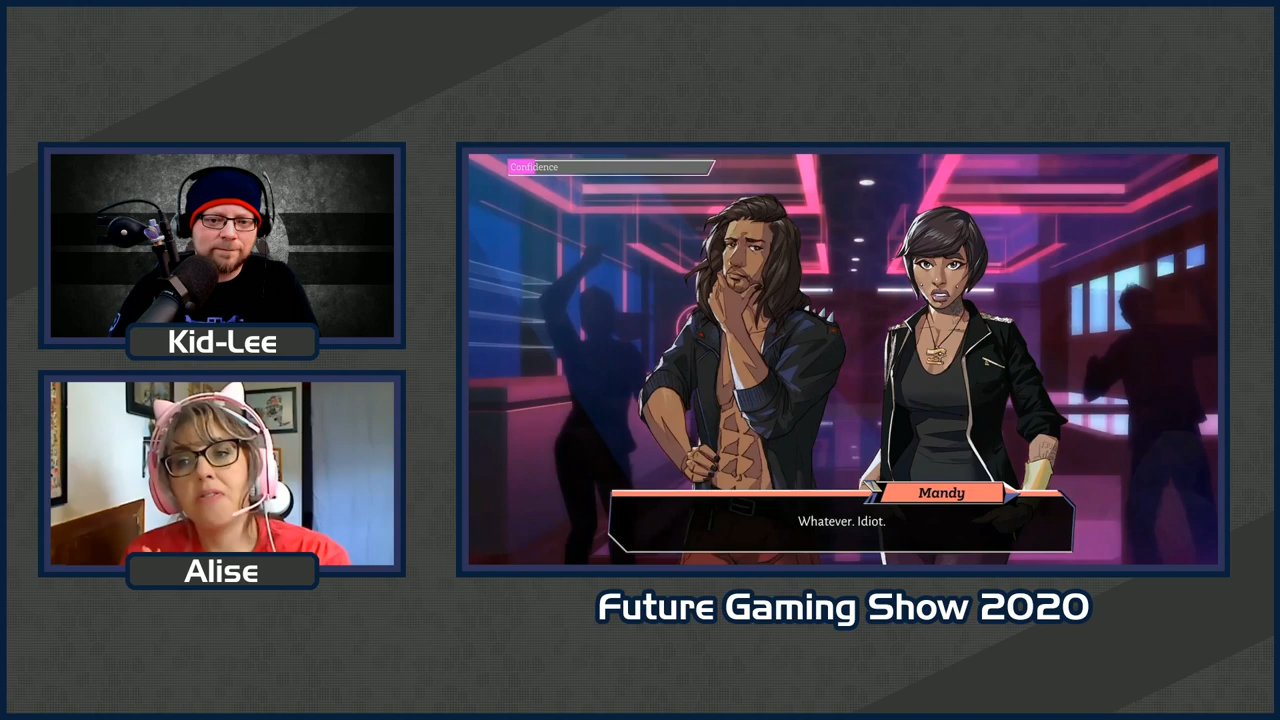 Confidence
Kid-Lee
Alise
Mandy
Whatever. Idiot.
Future Gaming Show 2020